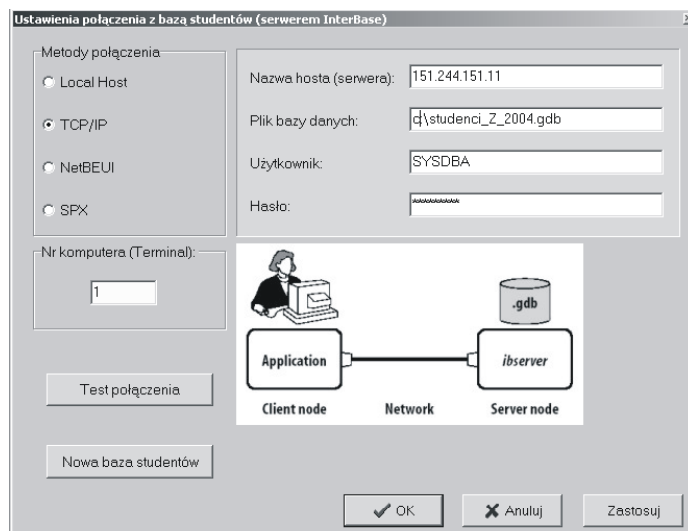 Ustawienia połączenia z bazą studentów (serwerem InterBase)
Metody połączenia
Local Host
TCP/IP
NetBEUI
SPX
Nazwa hosta (serwera):
151.244.151.11
Plik bazy danych:
c:\studenci_Z_2004.gdb
Użytkownik:
SYSDBA
Hasło:
*********
Nr komputera (Terminal):
1
.gdb
Application
ibserver
Client node
Network
Server node
Test połączenia
Nowa baza studentów
OK
Anuluj
Zastosuj